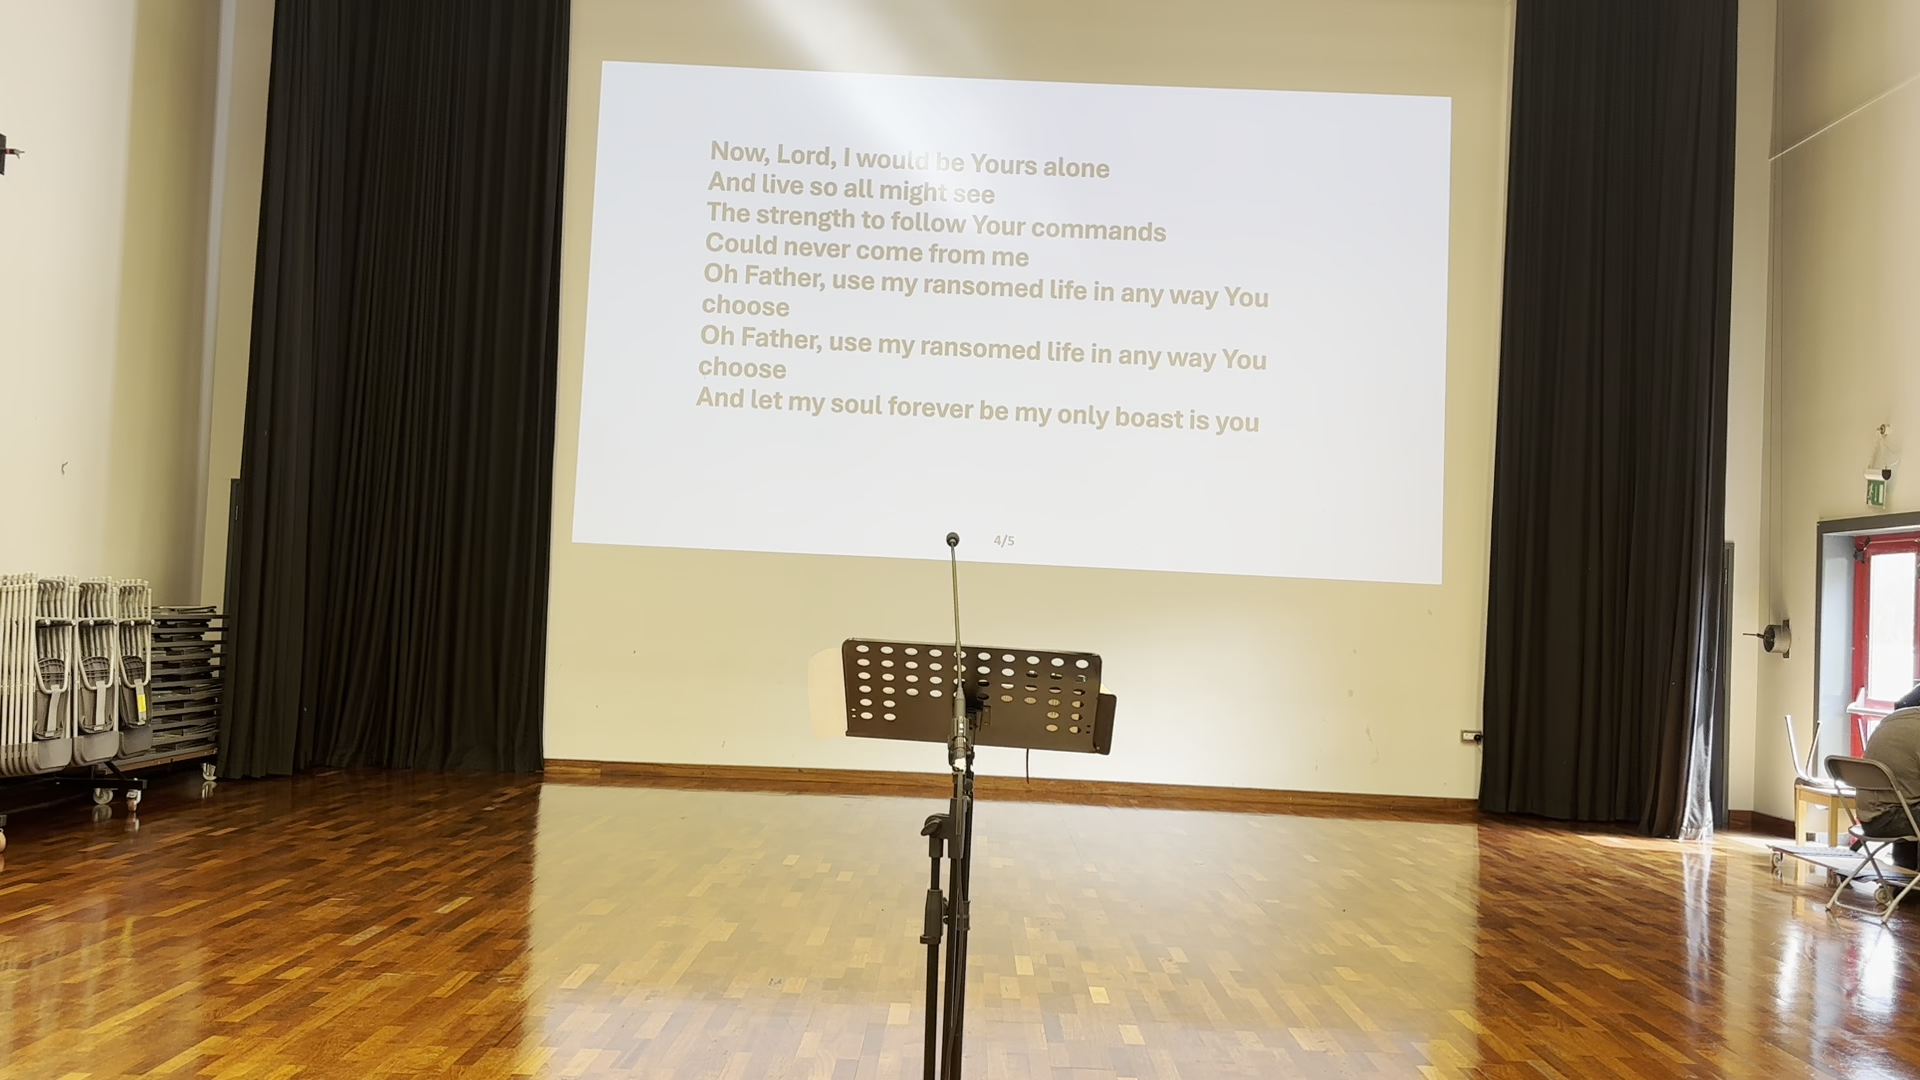 Now, Lord, I would be Yours alone
And live so all might see
The strength to follow Your commands
Could never come from me
Oh Father, use my ransomed life in any way You
choose
Oh Father, use my ransomed life in any way You
choose
And let my soul forever be my only boast is you
4/5